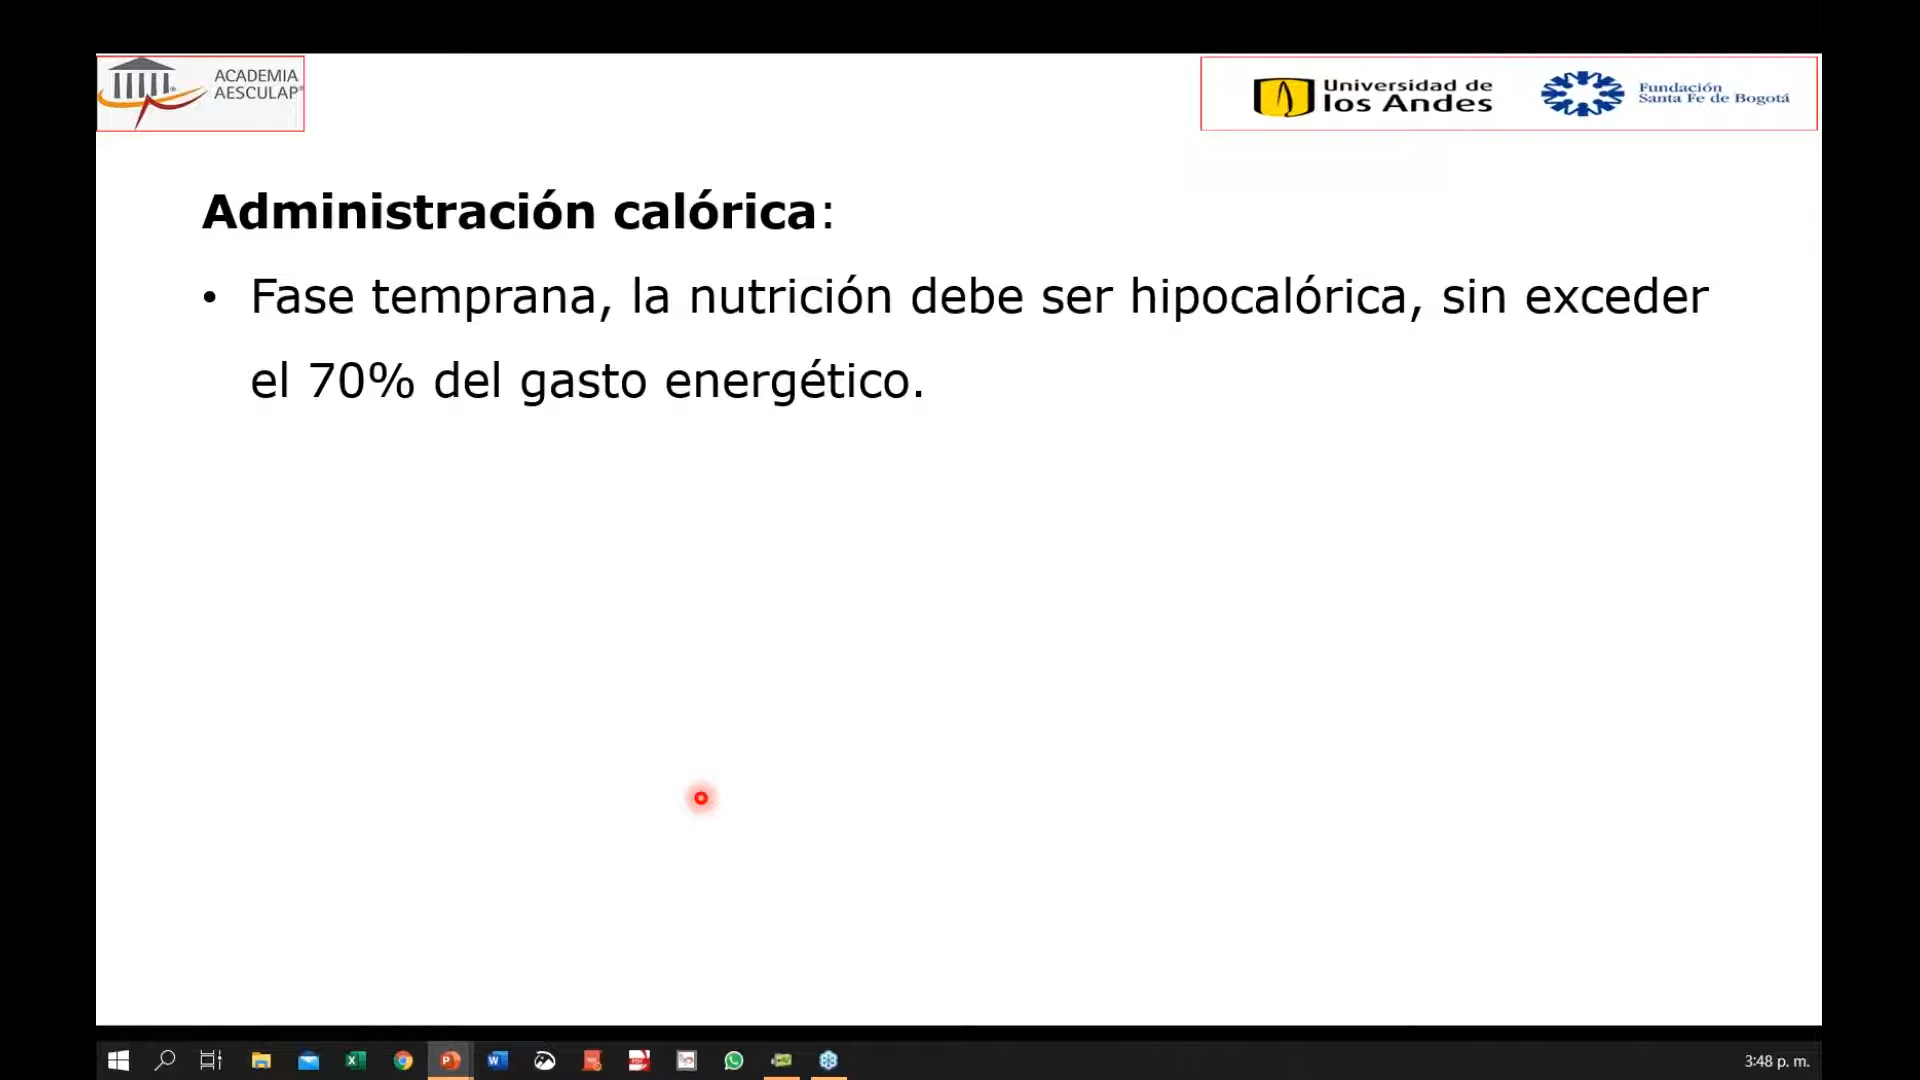 ACADEMIA
AESCULAP®
Universidad de
los Andes
Fundación
Santa Fe de Bogotá
Administración calórica:
• Fase temprana, la nutrición debe ser hipocalórica, sin exceder
el 70% del gasto energético.
3:48 p. m.